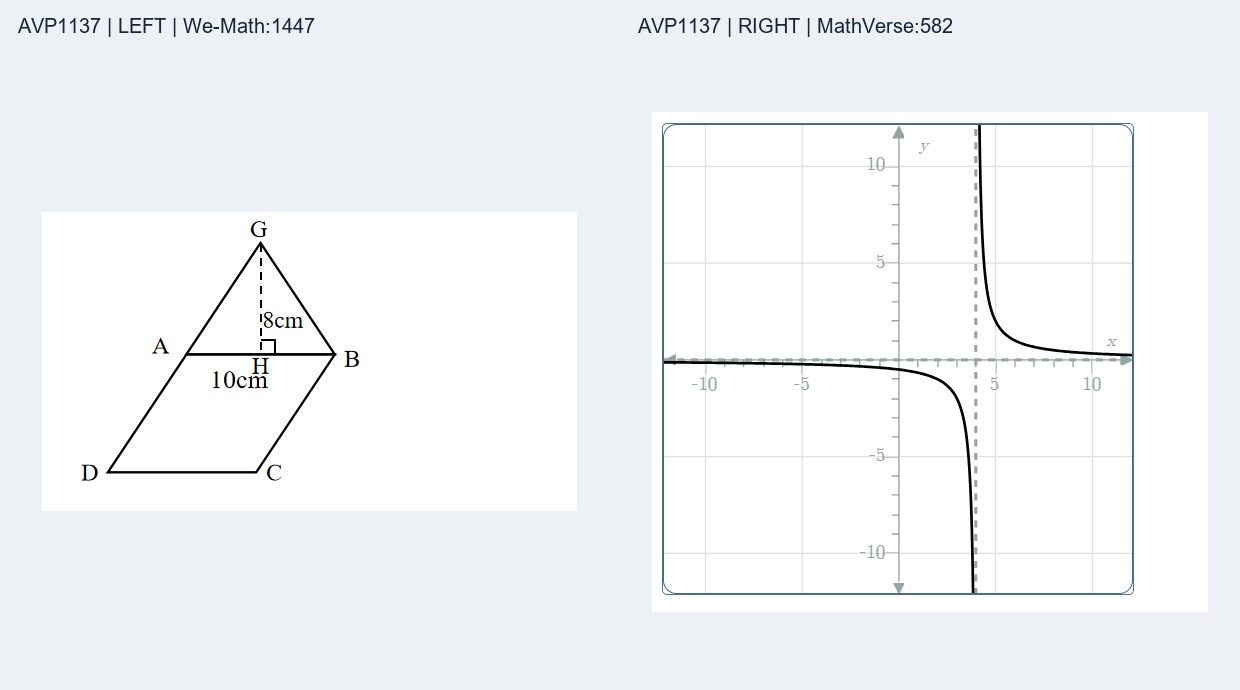 AVP1137 | LEFT | We-Math:1447
AVP1137 | RIGHT | MathVerse:582
G
8cm
A
H
B
10cm
D
C
y
10
5
x
-10
-5
5
10
-5
-10